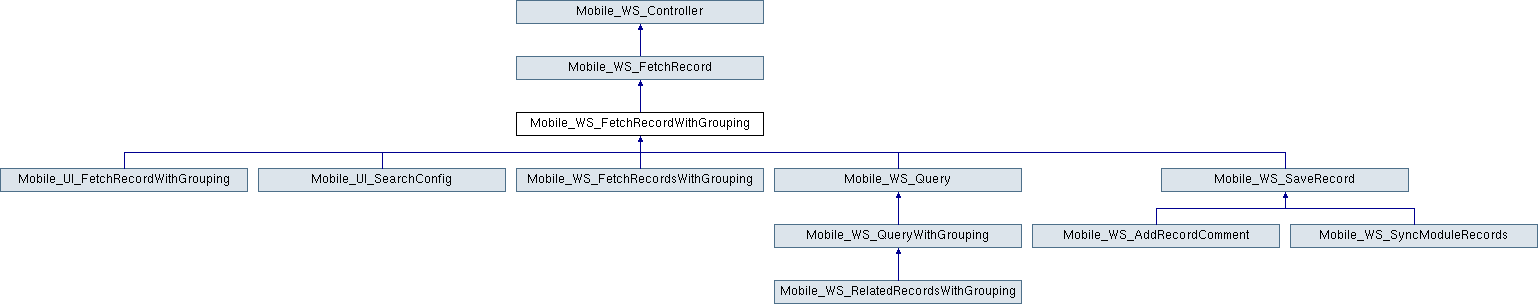 Mobile_WS_Controller
Mobile_WS_FetchRecord
Mobile_WS_FetchRecordWithGrouping
Mobile_UI_FetchRecordWithGrouping
Mobile_UI_SearchConfig
Mobile_WS_FetchRecordsWithGrouping
Mobile_WS_Query
Mobile_WS_SaveRecord
Mobile_WS_QueryWithGrouping
Mobile_WS_AddRecordComment
Mobile_WS_SyncModuleRecords
Mobile_WS_RelatedRecordsWithGrouping